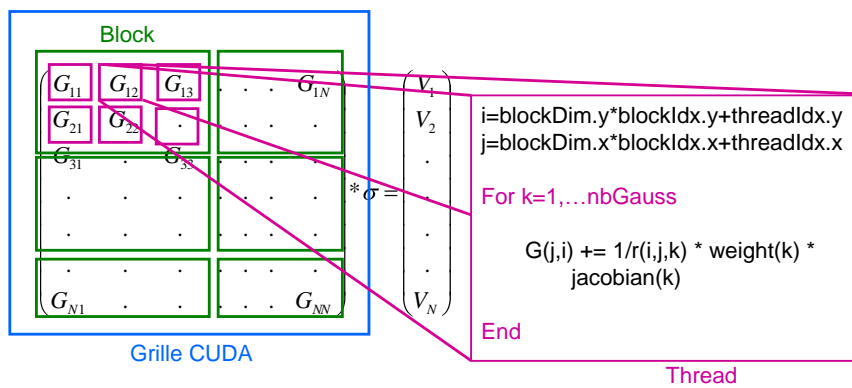 Block
G11 G12 G13 . . . G1N
G21 G22 . . . . .
G31 . G33 . . . .
. . . . . . .
. . . . . . .
. . . . . . .
GN1 . . . . . GNN
* σ =
V1
V2
.
.
.
.
VN
Grille CUDA
i=blockDim.y*blockIdx.y+threadIdx.y
j=blockDim.x*blockIdx.x+threadIdx.x
For k=1,…nbGauss
G(j,i) += 1/r(i,j,k) * weight(k) *
jacobian(k)
End
Thread